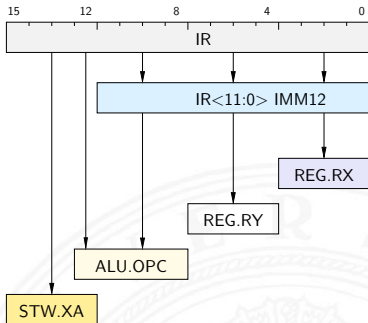 15 12 8 4 0
IR
IR<11:0> IMM12
REG.RX
REG.RY
ALU.OPC
STW.XA